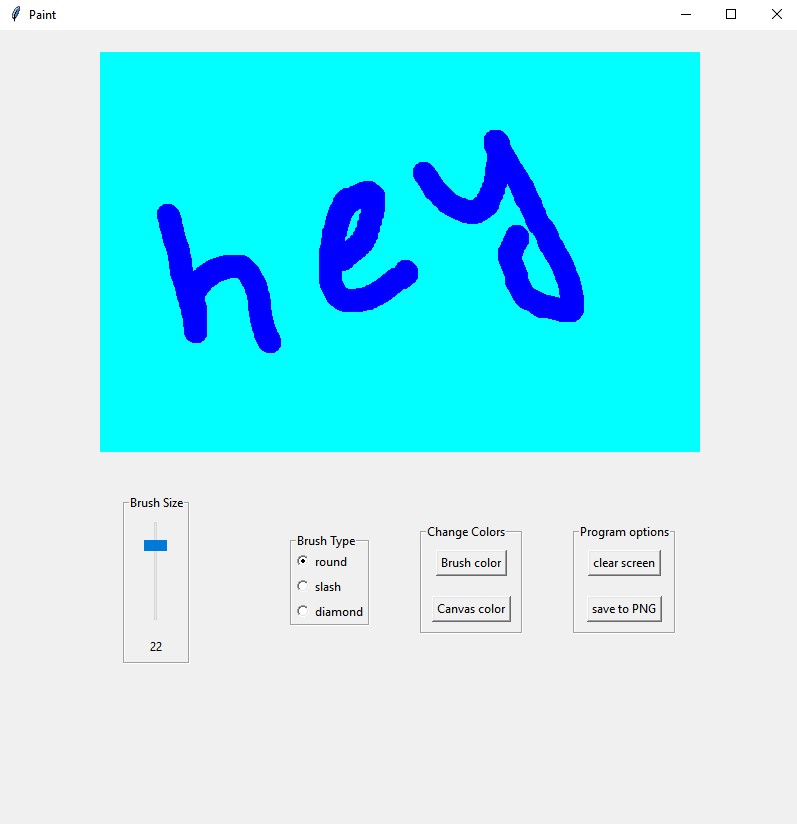 Paint
hey
Brush Size
22
Brush Type
round
slash
diamond
Change Colors
Brush color
Canvas color
Program options
clear screen
save to PNG